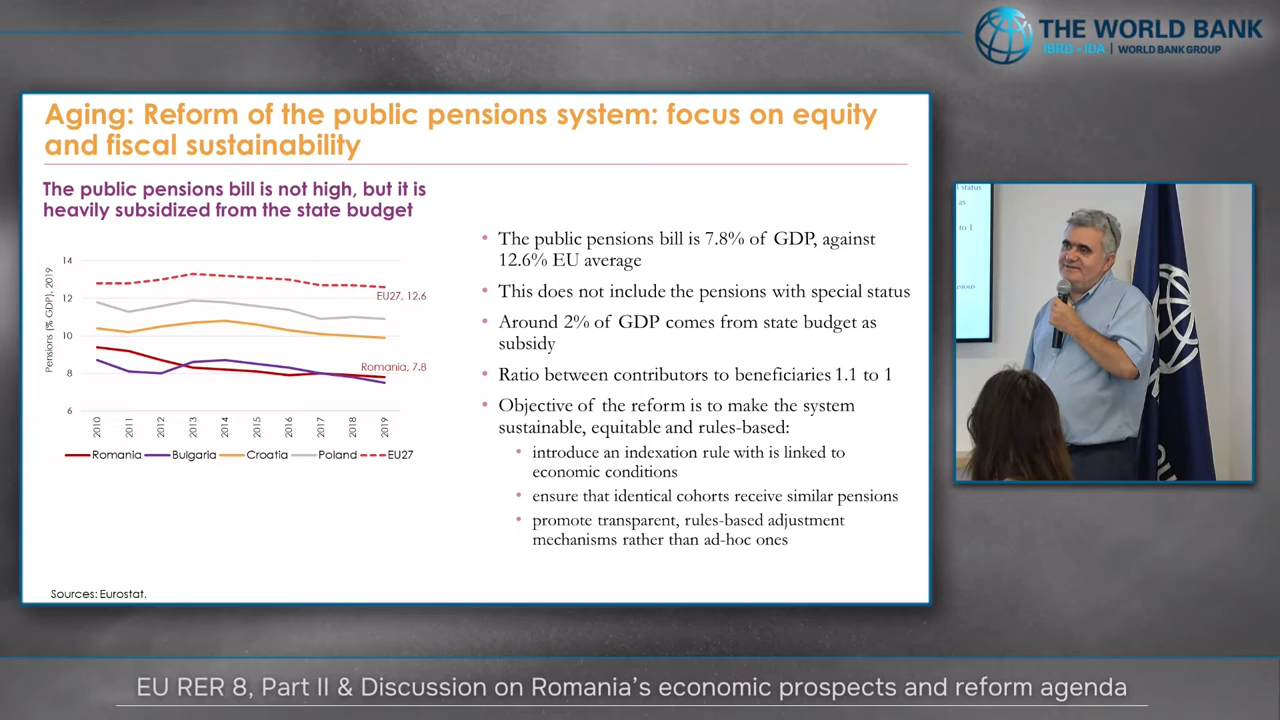 THE WORLD BANK
IBRD • IDA | WORLD BANK GROUP
Aging: Reform of the public pensions system: focus on equity
and fiscal sustainability
The public pensions bill is not high, but it is
heavily subsidized from the state budget
Pensions (% GDP), 2019
14
12
10
8
6
EU27, 12.6
Romania, 7.8
2010 2011 2012 2013 2014 2015 2016 2017 2018 2019
Romania Bulgaria Croatia Poland EU27
• The public pensions bill is 7.8% of GDP, against
12.6% EU average
• This does not include the pensions with special status
• Around 2% of GDP comes from state budget as
subsidy
• Ratio between contributors to beneficiaries 1.1 to 1
• Objective of the reform is to make the system
sustainable, equitable and rules-based:
• introduce an indexation rule with is linked to
economic conditions
• ensure that identical cohorts receive similar pensions
• promote transparent, rules-based adjustment
mechanisms rather than ad-hoc ones
Sources: Eurostat.
status
as
to 1
EU RER 8, Part II & Discussion on Romania’s economic prospects and reform agenda